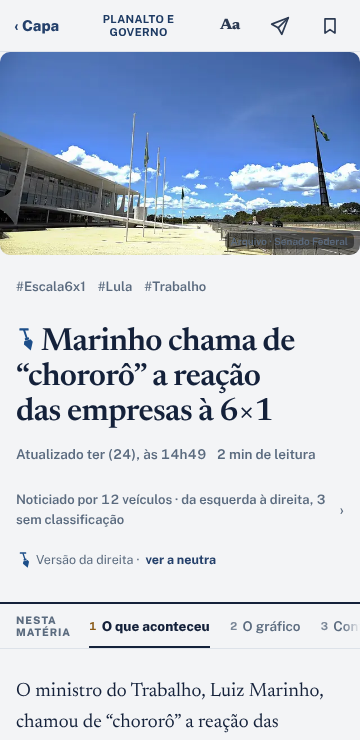 ‹ Capa
PLANALTO E
GOVERNO
Aa
Arquivo · Senado Federal
#Escala6x1 #Lula #Trabalho
Marinho chama de
“chororô” a reação
das empresas à 6×1
Atualizado ter (24), às 14h49 2 min de leitura
Noticiado por 12 veículos · da esquerda à direita, 3
sem classificação
›
Versão da direita · ver a neutra
NESTA
MATÉRIA
1 O que aconteceu
2 O gráfico
3 Con
O ministro do Trabalho, Luiz Marinho,
chamou de “chororô” a reação das